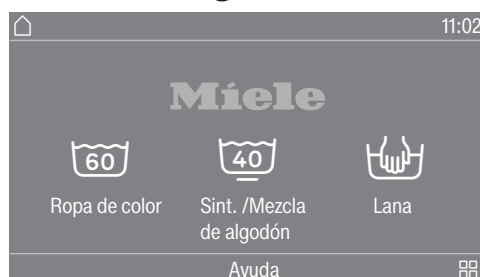 11:02
Miele
60
40
Ropa de color
Sint. /Mezcla
de algodón
Lana
Ayuda